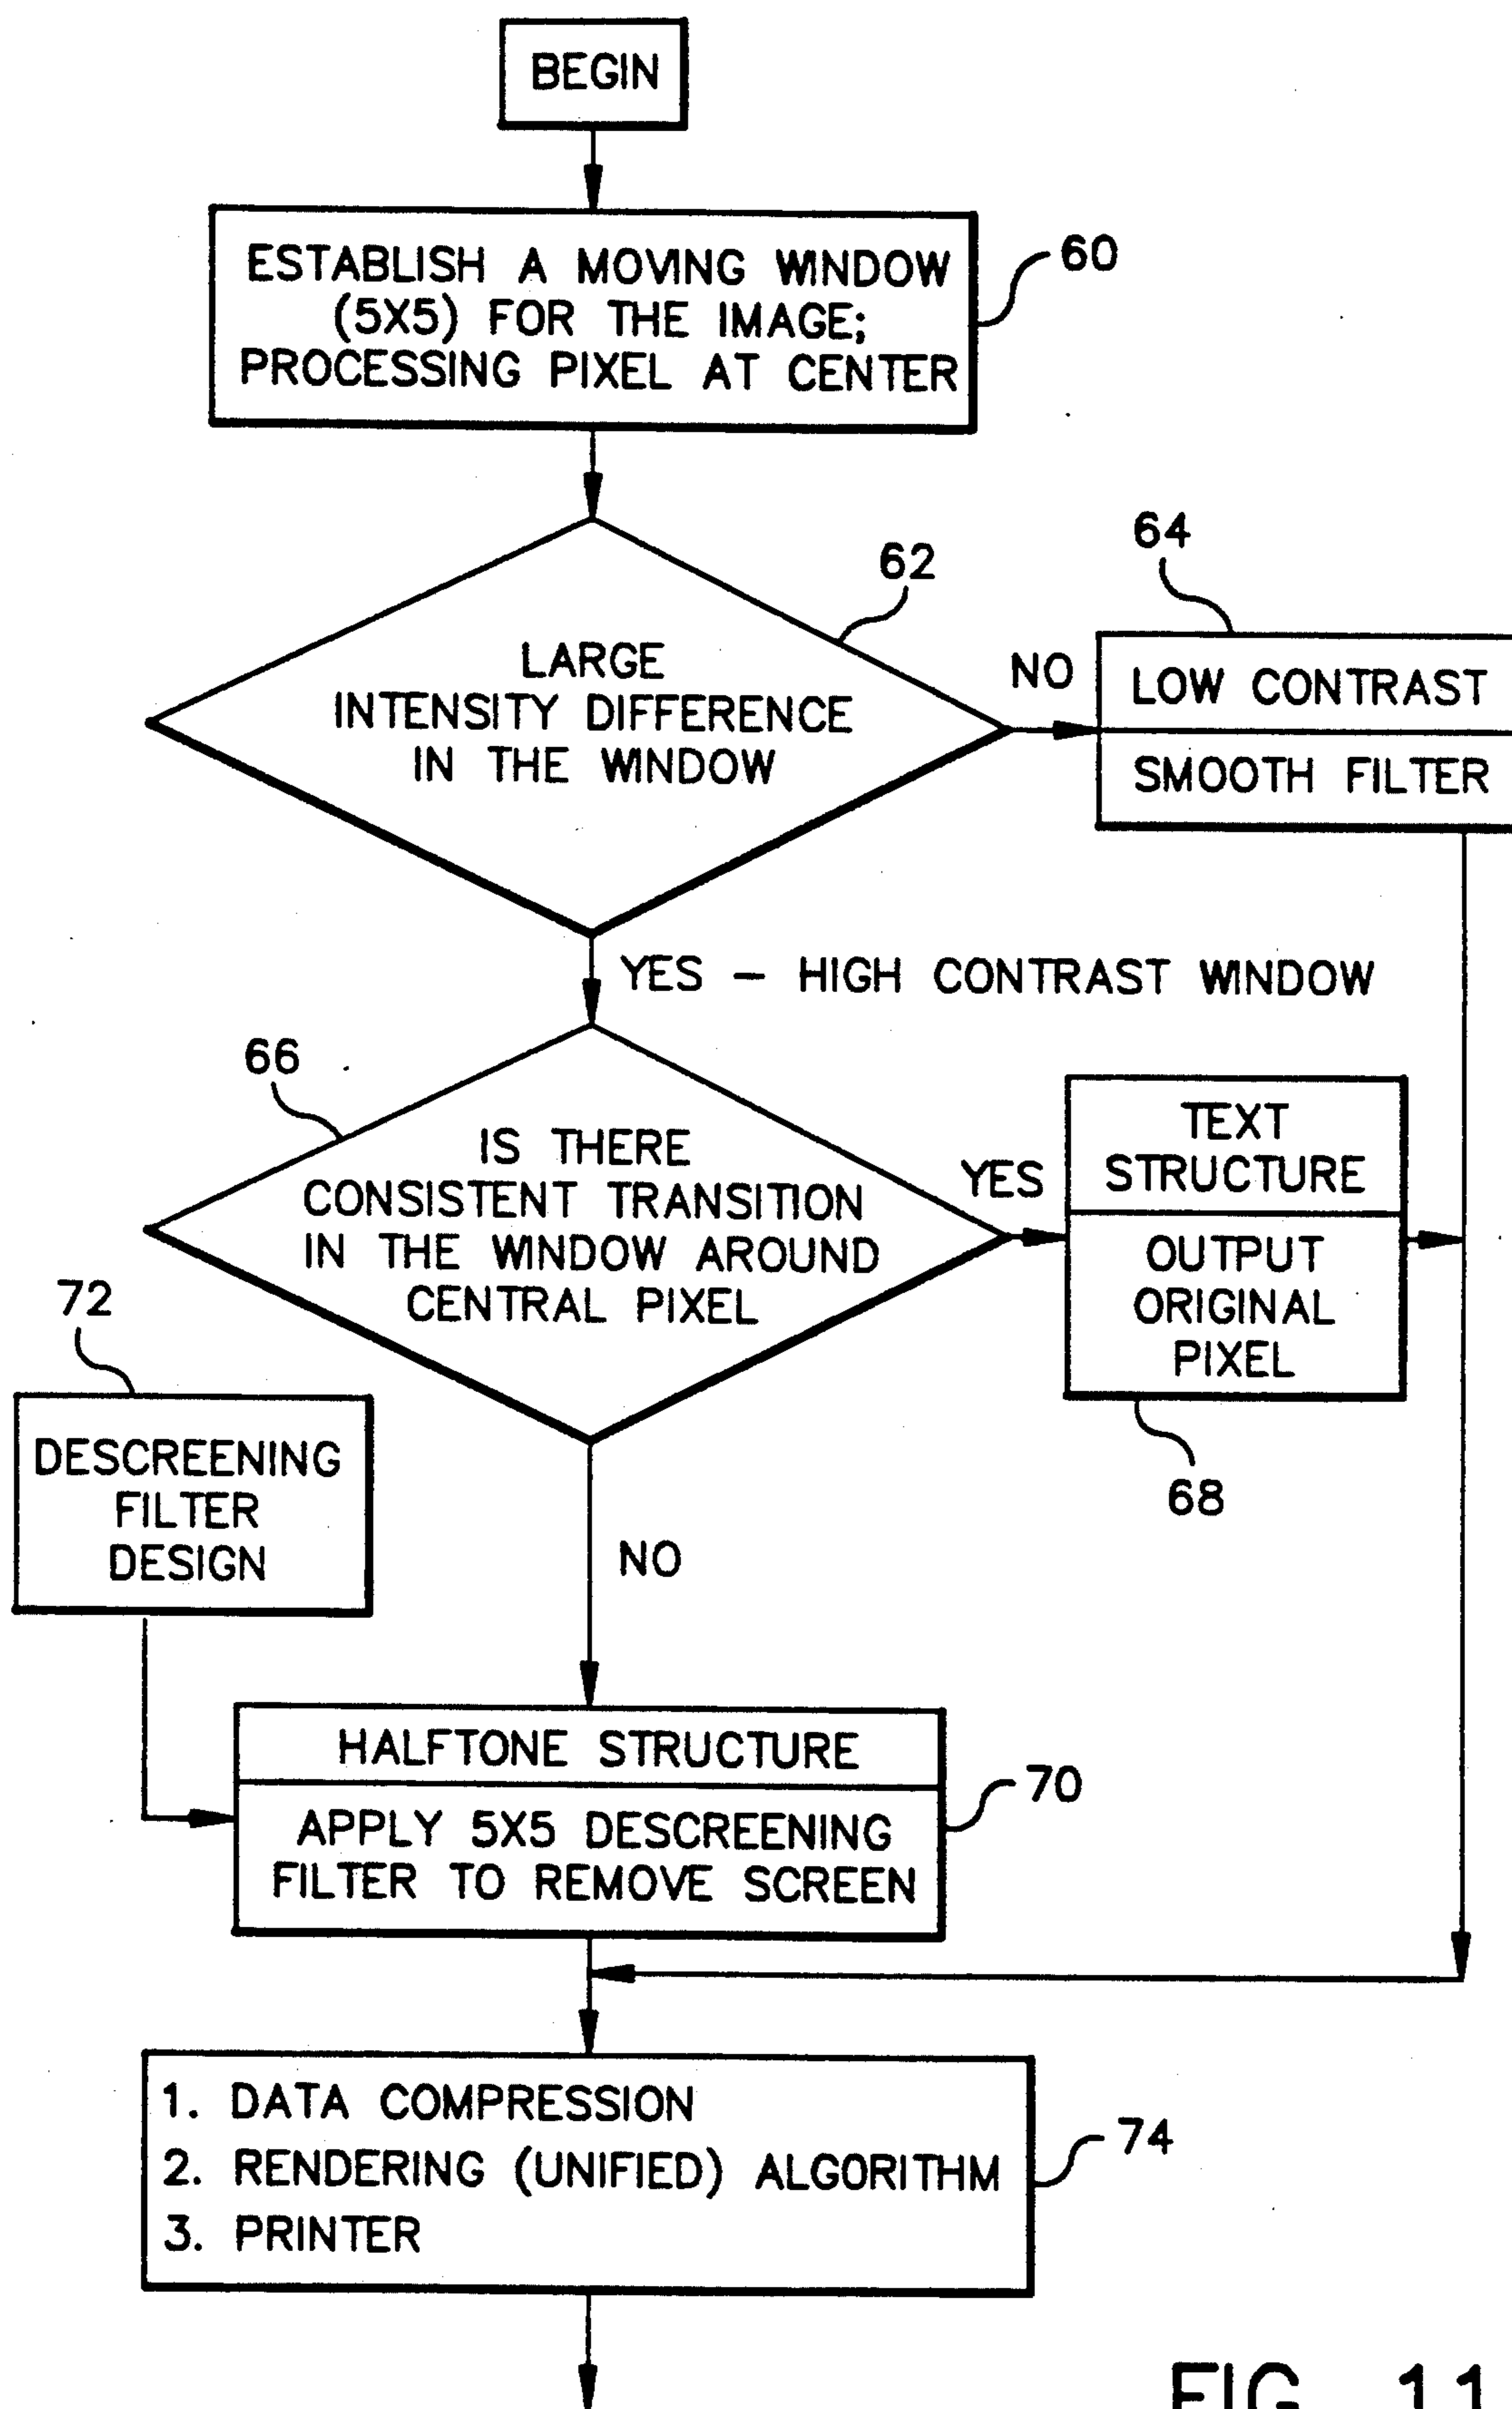 BEGIN
ESTABLISH A MOVING WINDOW
(5X5) FOR THE IMAGE;
PROCESSING PIXEL AT CENTER
60
62
LARGE
INTENSITY DIFFERENCE
IN THE WINDOW
NO
64
LOW CONTRAST
SMOOTH FILTER
YES – HIGH CONTRAST WINDOW
66
IS THERE
CONSISTENT TRANSITION
IN THE WINDOW AROUND
CENTRAL PIXEL
YES
TEXT
STRUCTURE
OUTPUT
ORIGINAL
PIXEL
68
72
DESCREENING
FILTER
DESIGN
NO
HALFTONE STRUCTURE
APPLY 5X5 DESCREENING
FILTER TO REMOVE SCREEN
70
1. DATA COMPRESSION
2. RENDERING (UNIFIED) ALGORITHM
3. PRINTER
74
FIG. 11